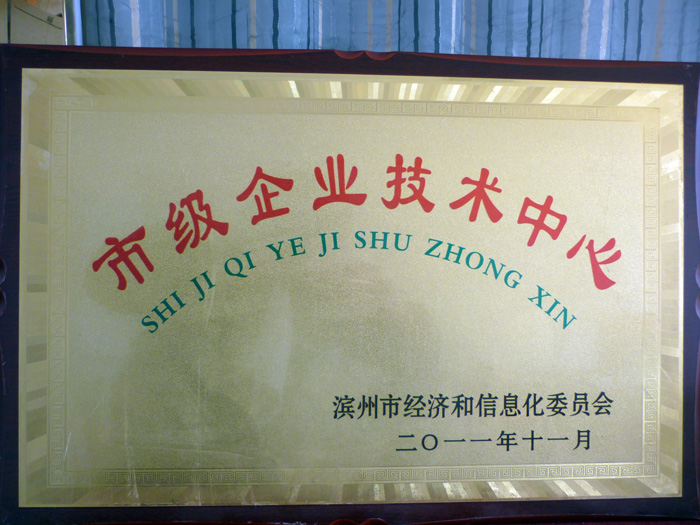 市级企业技术中心
SHI JI QI YE JI SHU ZHONG XIN
滨州市经济和信息化委员会
二〇一一年十一月